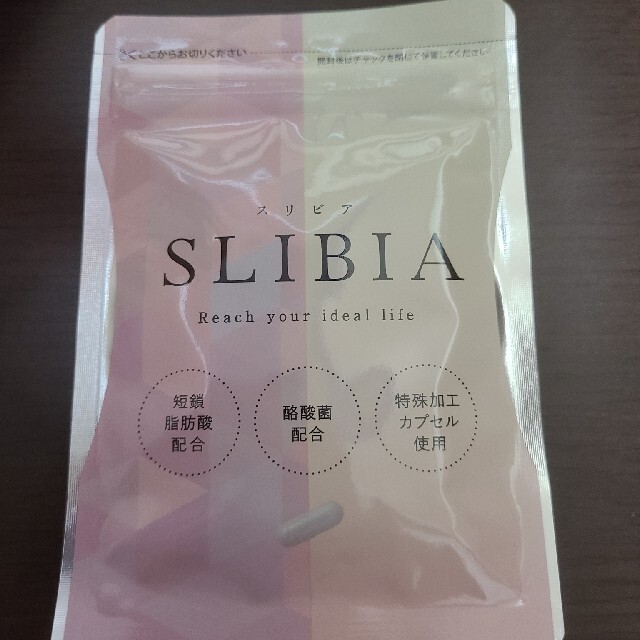 ここからお切りください
開封後はチャックを閉じて保管してください
スリビア
SLIBIA
Reach your ideal life
短鎖
脂肪酸
配合
酪酸菌
配合
特殊加工
カプセル
使用